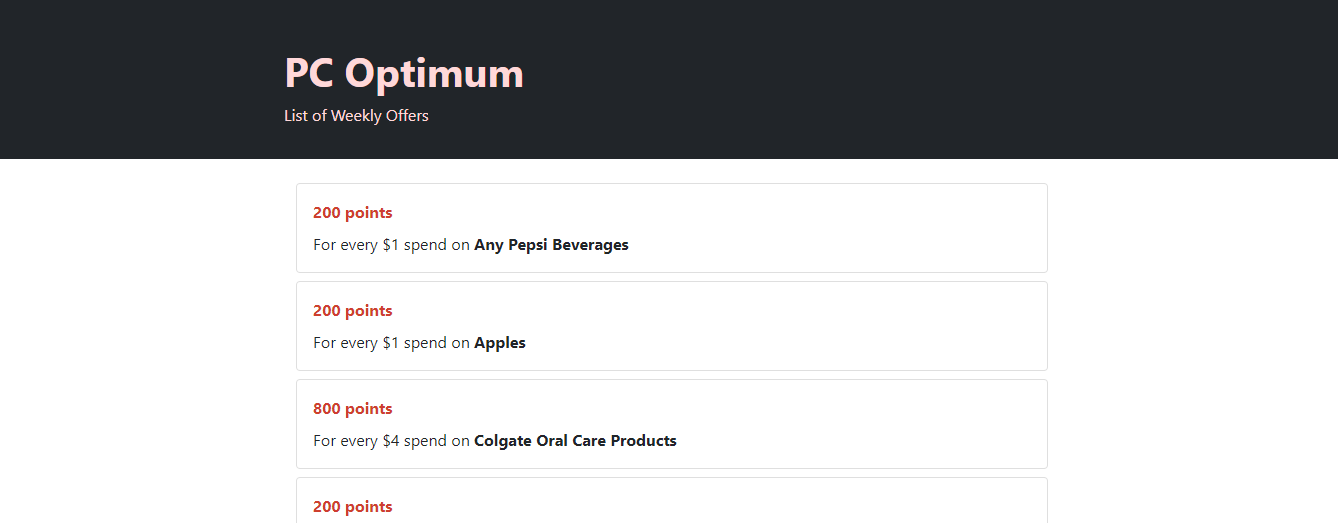 PC Optimum
List of Weekly Offers
200 points
For every $1 spend on Any Pepsi Beverages
200 points
For every $1 spend on Apples
800 points
For every $4 spend on Colgate Oral Care Products
200 points